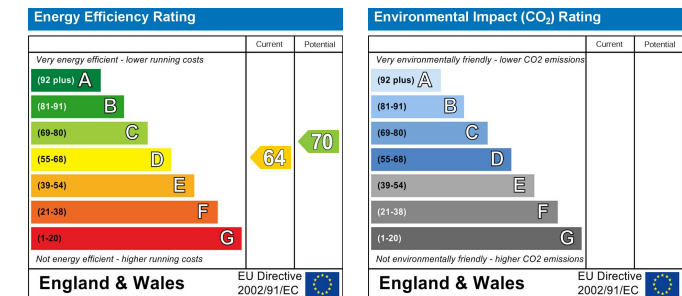 Energy Efficiency Rating
Current Potential
Very energy efficient - lower running costs
(92 plus) A
(81-91) B
(69-80) C
(55-68) D
(39-54) E
(21-38) F
(1-20) G
64
70
Not energy efficient - higher running costs
England & Wales
EU Directive
2002/91/EC
Environmental Impact (CO2) Rating
Current Potential
Very environmentally friendly - lower CO2 emissions
(92 plus) A
(81-91) B
(69-80) C
(55-68) D
(39-54) E
(21-38) F
(1-20) G
Not environmentally friendly - higher CO2 emissions
England & Wales
EU Directive
2002/91/EC